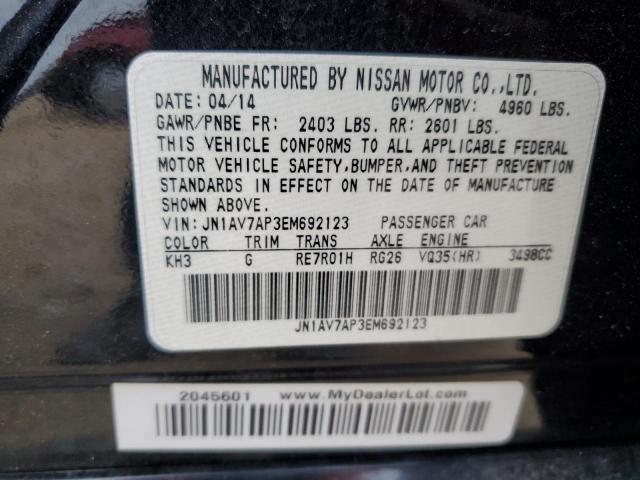 MANUFACTURED BY NISSAN MOTOR CO.,LTD.
DATE: 04/14 GVWR/PNBV: 4960 LBS.
GAWR/PNBE FR: 2403 LBS. RR: 2601 LBS.
THIS VEHICLE CONFORMS TO ALL APPLICABLE FEDERAL
MOTOR VEHICLE SAFETY,BUMPER,AND THEFT PREVENTION
STANDARDS IN EFFECT ON THE DATE OF MANUFACTURE
SHOWN ABOVE.
VIN: JN1AV7AP3EM692123 PASSENGER CAR
COLOR TRIM TRANS AXLE ENGINE
KH3 G RE7R01H RG26 VQ35(HR) 3498CC
JN1AV7AP3EM692123
2045601 www.MyDealerLot.com